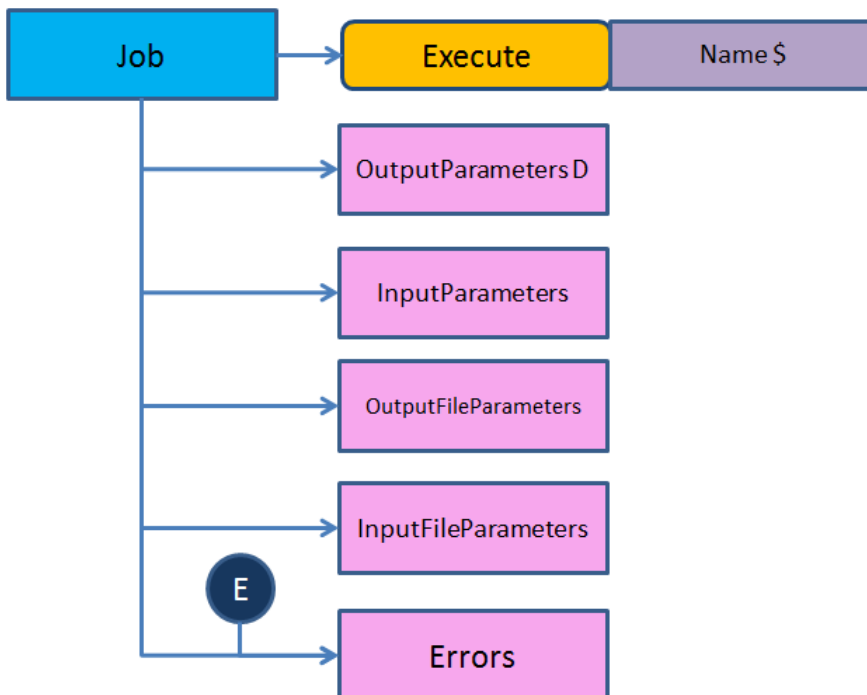 Job
Execute
Name $
OutputParameters D
InputParameters
OutputFileParameters
InputFileParameters
E
Errors